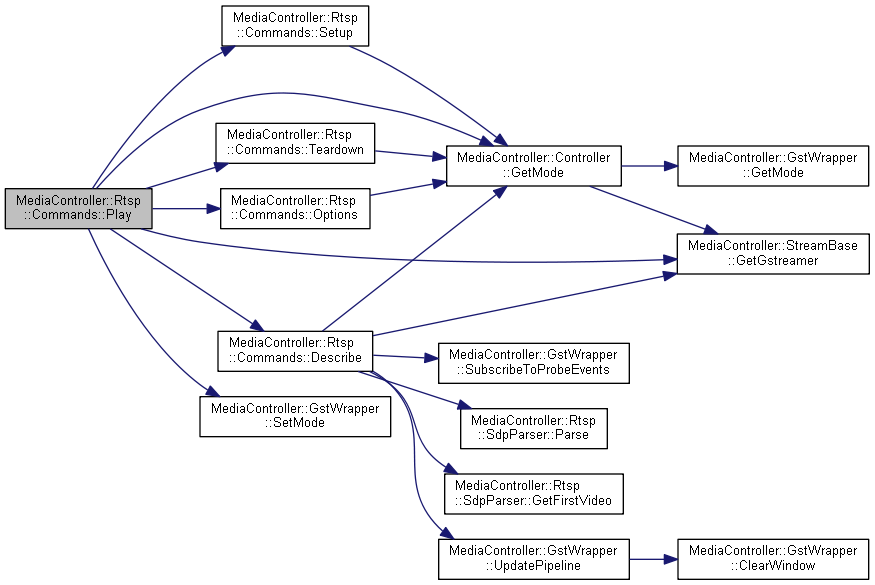 MediaController::Rtsp
::Commands::Play
MediaController::Rtsp
::Commands::Setup
MediaController::Rtsp
::Commands::Teardown
MediaController::Rtsp
::Commands::Options
MediaController::Rtsp
::Commands::Describe
MediaController::GstWrapper
::SetMode
MediaController::Controller
::GetMode
MediaController::GstWrapper
::SubscribeToProbeEvents
MediaController::Rtsp
::SdpParser::Parse
MediaController::Rtsp
::SdpParser::GetFirstVideo
MediaController::GstWrapper
::UpdatePipeline
MediaController::GstWrapper
::GetMode
MediaController::StreamBase
::GetGstreamer
MediaController::GstWrapper
::ClearWindow